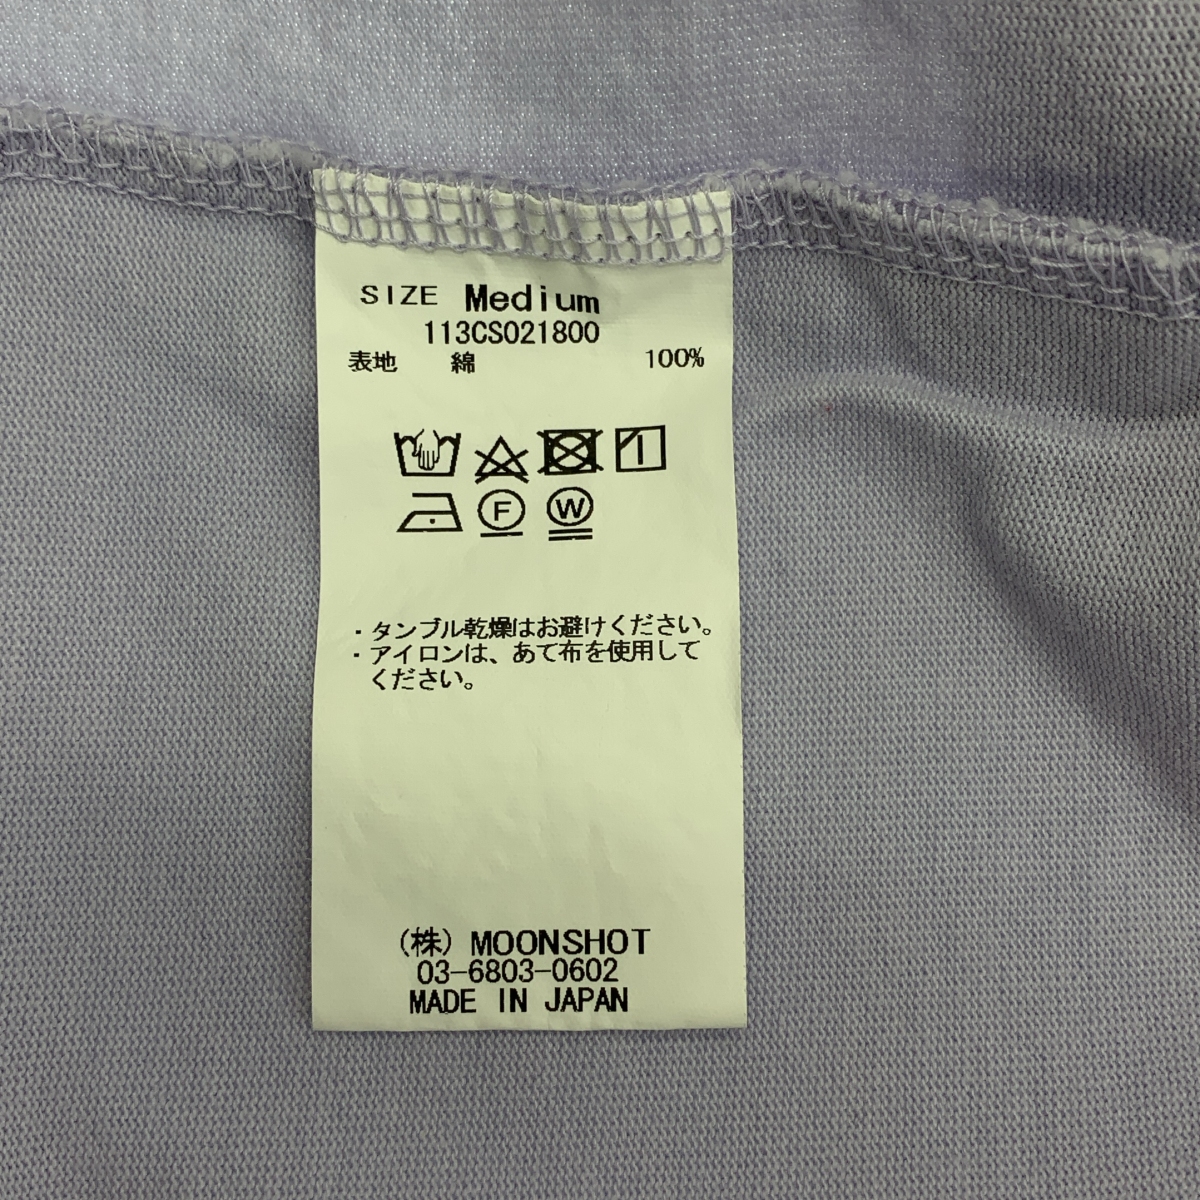 SIZE Medium
113CS021800
表地 綿 100%
F W
・タンブル乾燥はお避けください。
・アイロンは、あて布を使用して
ください。
(株) MOONSHOT
03-6803-0602
MADE IN JAPAN